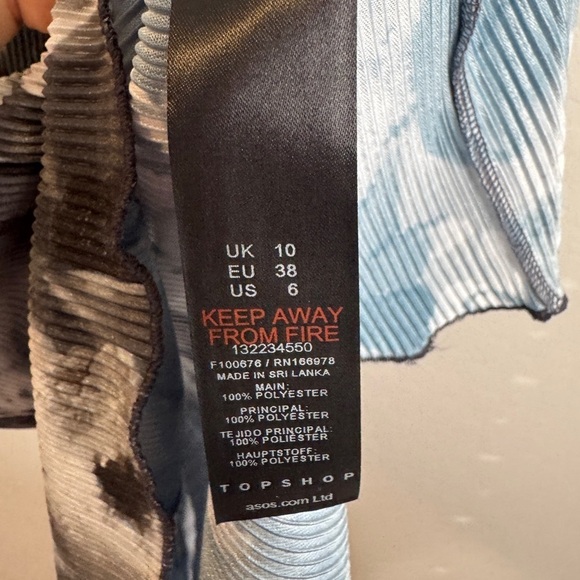 UK 10
EU 38
US 6
KEEP AWAY
FROM FIRE
132234550
F100676 / RN166978
MADE IN SRI LANKA
MAIN:
100% POLYESTER
PRINCIPAL:
100% POLYESTER
TEJIDO PRINCIPAL:
100% POLIÉSTER
HAUPTSTOFF:
100% POLYESTER
TOPSHOP
asos.com Ltd